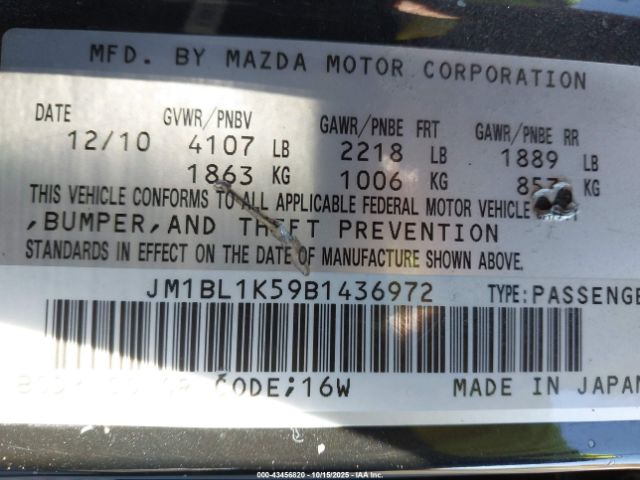 MFD. BY MAZDA MOTOR CORPORATION
DATE GVWR/PNBV GAWR/PNBE FRT GAWR/PNBE RR
12/10 4107 LB 2218 LB 1889 LB
1863 KG 1006 KG 857 KG
THIS VEHICLE CONFORMS TO ALL APPLICABLE FEDERAL MOTOR VEHICLE
,BUMPER,AND THEFT PREVENTION
STANDARDS IN EFFECT ON THE DATE OF MANUFACTURE SHOWN ABOVE.
JM1BL1K59B1436972 TYPE:PASSENGE
CODE;16W MADE IN JAPAN
000-43456820 - 10/15/2025 - IAA Inc.